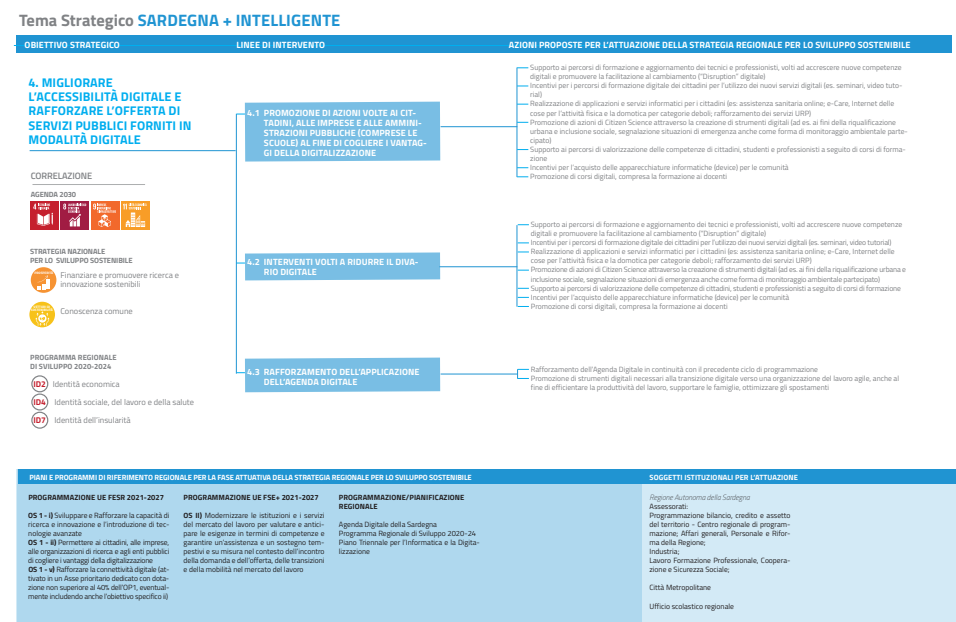 Tema Strategico SARDEGNA + INTELLIGENTE
OBIETTIVO STRATEGICO
LINEE DI INTERVENTO
AZIONI PROPOSTE PER L'ATTUAZIONE DELLA STRATEGIA REGIONALE PER LO SVILUPPO SOSTENIBILE
4. MIGLIORARE
L'ACCESSIBILITÀ DIGITALE E
RAFFORZARE L'OFFERTA DI
SERVIZI PUBBLICI FORNITI IN
MODALITÀ DIGITALE
CORRELAZIONE
AGENDA 2030
4
8
9
11
STRATEGIA NAZIONALE
PER LO SVILUPPO SOSTENIBILE
Finanziare e promuovere ricerca e
innovazione sostenibili
Conoscenza comune
PROGRAMMA REGIONALE
DI SVILUPPO 2020-2024
ID2 Identità economica
ID4 Identità sociale, del lavoro e della salute
ID7 Identità dell'insularità
4.1 PROMOZIONE DI AZIONI VOLTE AI CIT-
TADINI, ALLE IMPRESE E ALLE AMMINI-
STRAZIONI PUBBLICHE (COMPRESE LE
SCUOLE) AL FINE DI COGLIERE I VANTAG-
GI DELLA DIGITALIZZAZIONE
Supporto ai percorsi di formazione e aggiornamento dei tecnici e professionisti, volti ad accrescere nuove competenze
digitali e promuovere la facilitazione al cambiamento ("Disruption" digitale)
Incentivi per i percorsi di formazione digitale dei cittadini per l'utilizzo dei nuovi servizi digitali (es. seminari, video tuto-
rial)
Realizzazione di applicazioni e servizi informatici per i cittadini (es: assistenza sanitaria online; e-Care, Internet delle
cose per l'attività fisica e la domotica per categorie deboli; rafforzamento dei servizi URP)
Promozione di azioni di Citizen Science attraverso la creazione di strumenti digitali (ad es. ai fini della riqualificazione
urbana e inclusione sociale, segnalazione situazioni di emergenza anche come forma di monitoraggio ambientale parte-
cipato)
Supporto ai percorsi di valorizzazione delle competenze di cittadini, studenti e professionisti a seguito di corsi di forma-
zione
Incentivi per l'acquisto delle apparecchiature informatiche (device) per le comunità
Promozione di corsi digitali, compresa la formazione ai docenti
4.2 INTERVENTI VOLTI A RIDURRE IL DIVA-
RIO DIGITALE
Supporto ai percorsi di formazione e aggiornamento dei tecnici e professionisti, volti ad accrescere nuove competenze
digitali e promuovere la facilitazione al cambiamento ("Disruption" digitale)
Incentivi per i percorsi di formazione digitale dei cittadini per l'utilizzo dei nuovi servizi digitali (es. seminari, video tutorial)
Realizzazione di applicazioni e servizi informatici per i cittadini (es: assistenza sanitaria online; e-Care, Internet delle
cose per l'attività fisica e la domotica per categorie deboli; rafforzamento dei servizi URP)
Promozione di azioni di Citizen Science attraverso la creazione di strumenti digitali (ad es. ai fini della riqualificazione urbana e
inclusione sociale, segnalazione situazioni di emergenza anche come forma di monitoraggio ambientale partecipato)
Supporto ai percorsi di valorizzazione delle competenze di cittadini, studenti e professionisti a seguito di corsi di formazione
Incentivi per l'acquisto delle apparecchiature informatiche (device) per le comunità
Promozione di corsi digitali, compresa la formazione ai docenti
4.3 RAFFORZAMENTO DELL'APPLICAZIONE
DELL'AGENDA DIGITALE
Rafforzamento dell'Agenda Digitale in continuità con il precedente ciclo di programmazione
Promozione di strumenti digitali necessari alla transizione digitale verso una organizzazione del lavoro agile, anche al
fine di efficientare la produttività del lavoro, supportare le famiglie, ottimizzare gli spostamenti
PIANI E PROGRAMMI DI RIFERIMENTO REGIONALE PER LA FASE ATTUATIVA DELLA STRATEGIA REGIONALE PER LO SVILUPPO SOSTENIBILE
PROGRAMMAZIONE UE FESR 2021-2027
OS 1 - i) Sviluppare e Rafforzare la capacità di
ricerca e innovazione e l'introduzione di tec-
nologie avanzate
OS 1 - ii) Permettere ai cittadini, alle imprese,
alle organizzazioni di ricerca e agli enti pubblici
di cogliere i vantaggi della digitalizzazione
OS 1 - v) Rafforzare la connettività digitale (at-
tivato in un Asse prioritario dedicato con dota-
zione non superiore al 40% dell'OP1, eventual-
mente includendo anche l'obiettivo specifico ii)
PROGRAMMAZIONE UE FSE+ 2021-2027
OS II) Modernizzare le istituzioni e i servizi
del mercato del lavoro per valutare e antici-
pare le esigenze in termini di competenze e
garantire un'assistenza e un sostegno tem-
pestivi e su misura nel contesto dell'incontro
della domanda e dell'offerta, delle transizioni
e della mobilità nel mercato del lavoro
PROGRAMMAZIONE/PIANIFICAZIONE
REGIONALE
Agenda Digitale della Sardegna
Programma Regionale di Sviluppo 2020-24
Piano Triennale per l'Informatica e la Digita-
lizzazione
SOGGETTI ISTITUZIONALI PER L'ATTUAZIONE
Regione Autonoma della Sardegna
Assessorati:
Programmazione bilancio, credito e assetto
del territorio - Centro regionale di program-
mazione; Affari generali, Personale e Rifor-
ma della Regione;
Industria;
Lavoro Formazione Professionale, Coopera-
zione e Sicurezza Sociale;
Città Metropolitane
Ufficio scolastico regionale